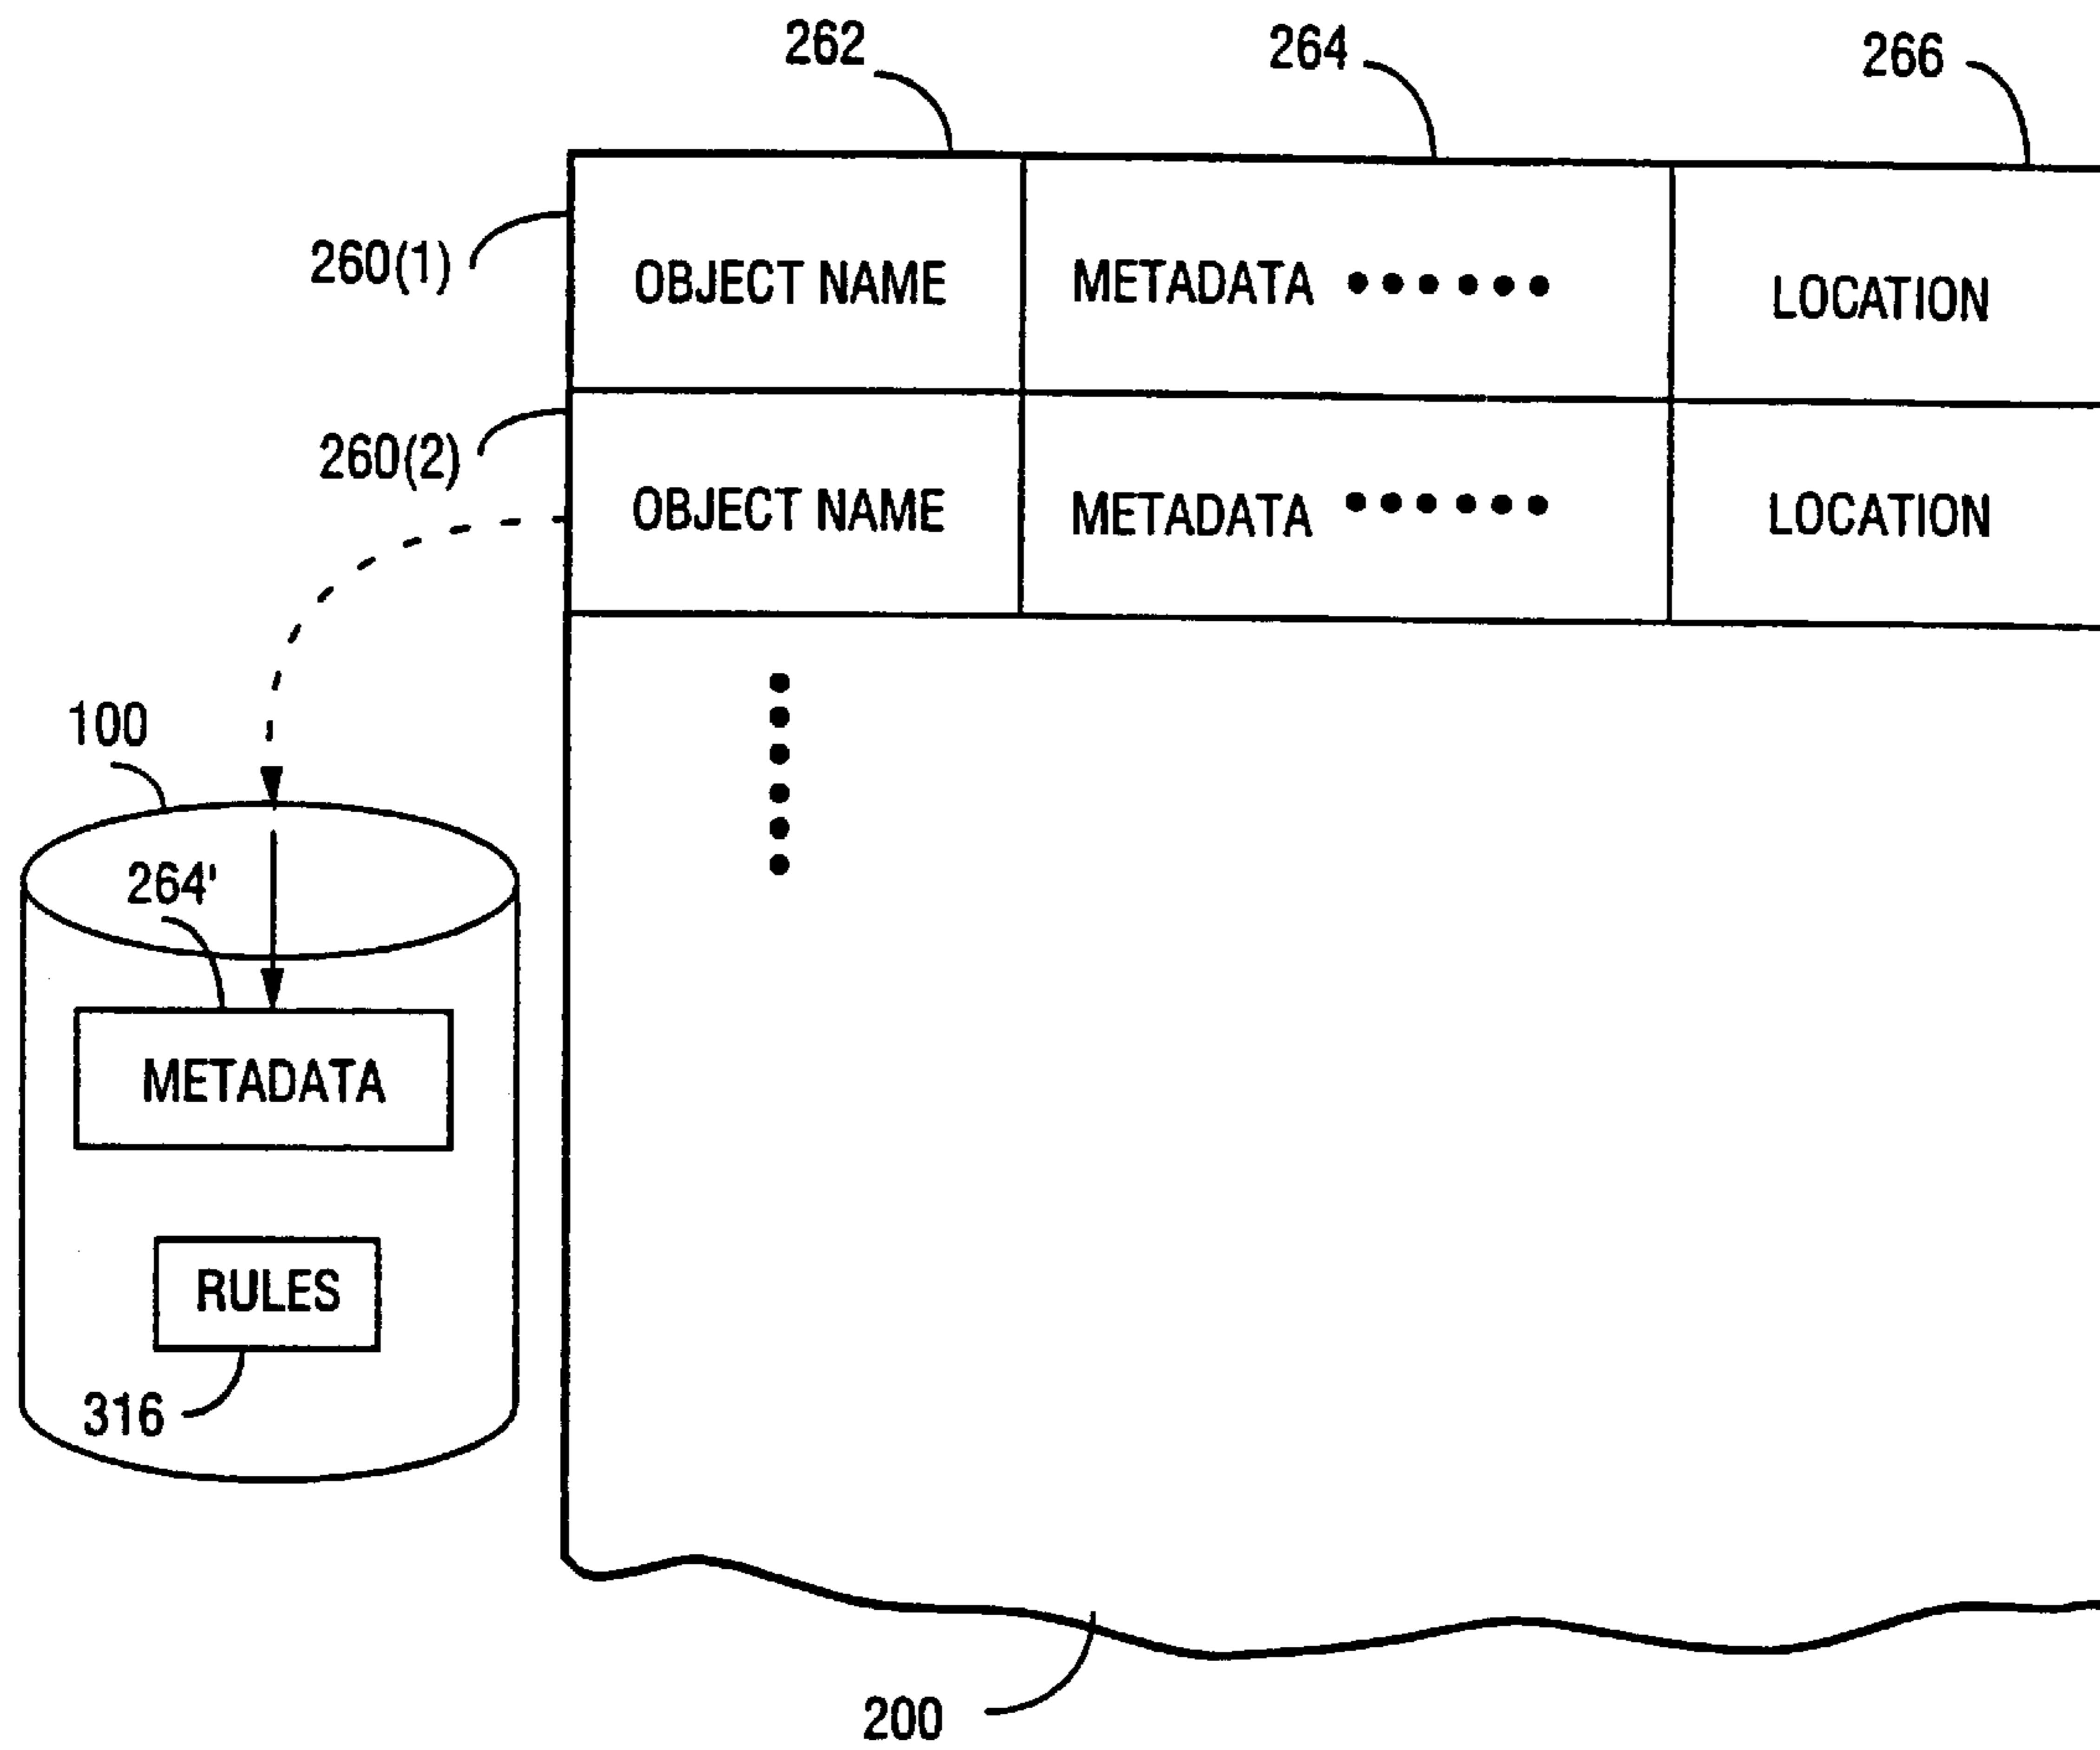 262
264
266
260(1)
OBJECT NAME
METADATA ••••••
LOCATION
260(2)
OBJECT NAME
METADATA ••••••
LOCATION
100
264'
METADATA
RULES
316
200